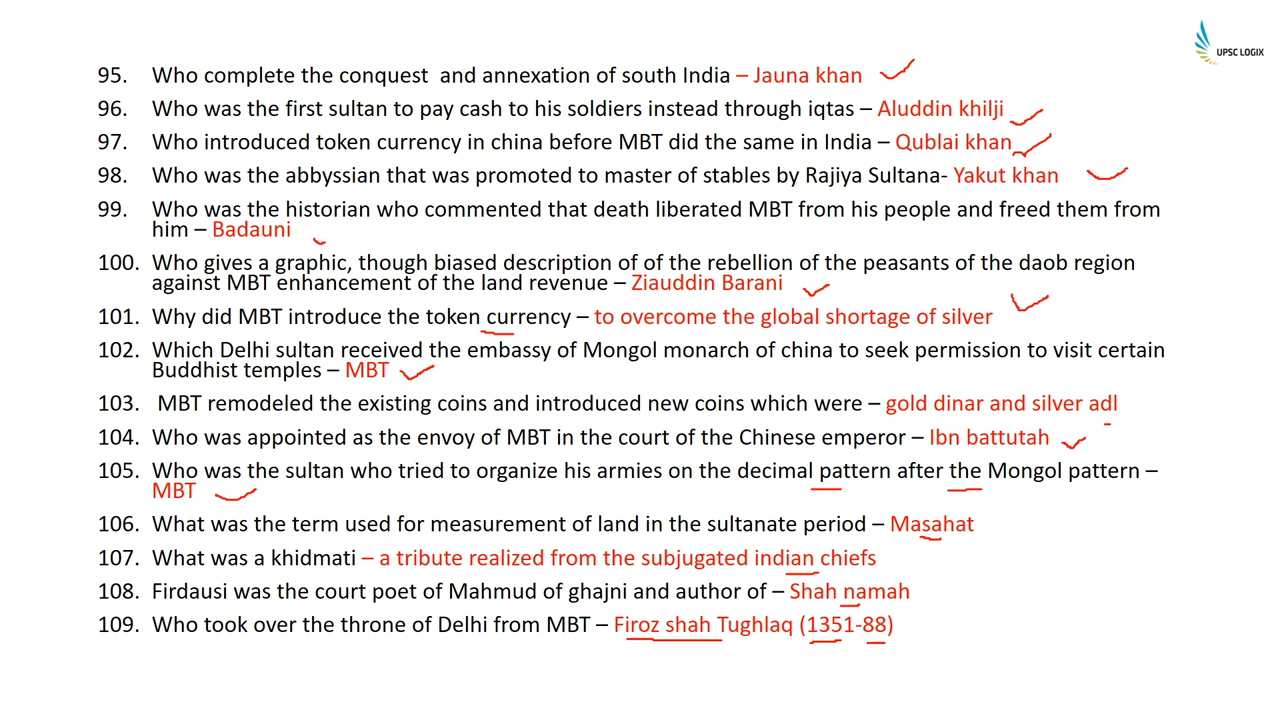 UPSC LOGIX
95. Who complete the conquest and annexation of south India – Jauna khan
96. Who was the first sultan to pay cash to his soldiers instead through iqtas – Aluddin khilji
97. Who introduced token currency in china before MBT did the same in India – Qublai khan
98. Who was the abbyssian that was promoted to master of stables by Rajiya Sultana- Yakut khan
99. Who was the historian who commented that death liberated MBT from his people and freed them from
him – Badauni
100. Who gives a graphic, though biased description of of the rebellion of the peasants of the daob region
against MBT enhancement of the land revenue – Ziauddin Barani
101. Why did MBT introduce the token currency – to overcome the global shortage of silver
102. Which Delhi sultan received the embassy of Mongol monarch of china to seek permission to visit certain
Buddhist temples – MBT
103. MBT remodeled the existing coins and introduced new coins which were – gold dinar and silver adl
104. Who was appointed as the envoy of MBT in the court of the Chinese emperor – Ibn battutah
105. Who was the sultan who tried to organize his armies on the decimal pattern after the Mongol pattern –
MBT
106. What was the term used for measurement of land in the sultanate period – Masahat
107. What was a khidmati – a tribute realized from the subjugated indian chiefs
108. Firdausi was the court poet of Mahmud of ghajni and author of – Shah namah
109. Who took over the throne of Delhi from MBT – Firoz shah Tughlaq (1351-88)